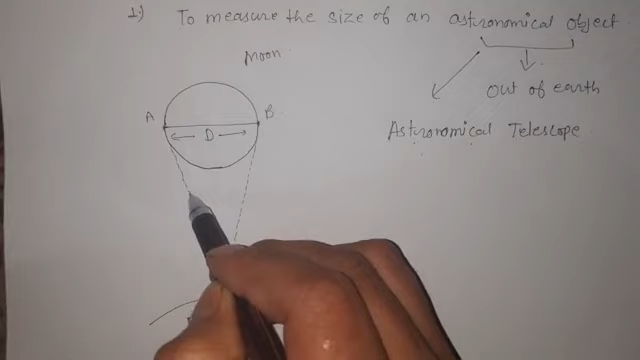 1.) To measure the size of an astronomical object.
Moon
Out of earth
A B
D
Astronomical Telescope